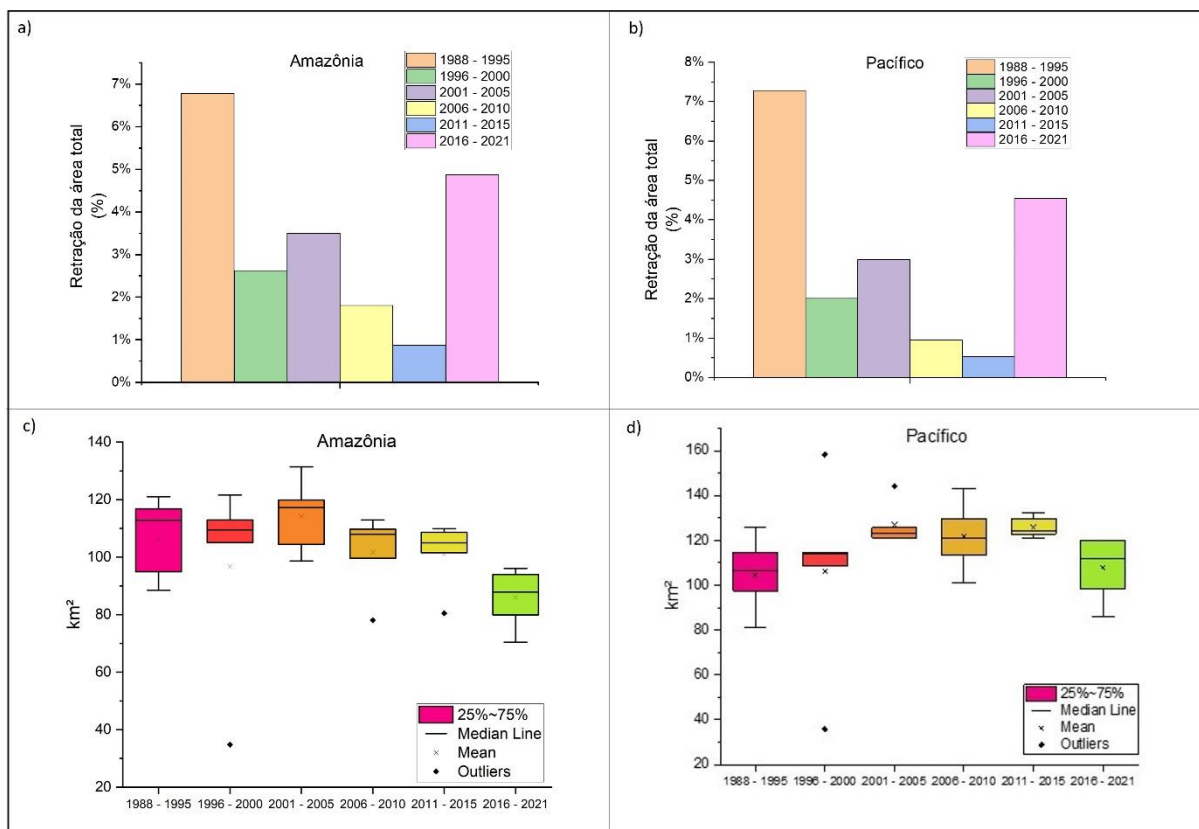 a)
Amazônia
1988 - 1995
1996 - 2000
2001 - 2005
2006 - 2010
2011 - 2015
2016 - 2021
Retração da área total
(%)
7%
6%
5%
4%
3%
2%
1%
0%
b)
Pacífico
1988 - 1995
1996 - 2000
2001 - 2005
2006 - 2010
2011 - 2015
2016 - 2021
Retração da área total
(%)
8%
7%
6%
5%
4%
3%
2%
1%
0%
c)
Amazônia
km²
140
120
100
80
60
40
20
25%~75%
Median Line
Mean
Outliers
1988 - 1995
1996 - 2000
2001 - 2005
2006 - 2010
2011 - 2015
2016 - 2021
d)
Pacífico
km²
160
140
120
100
80
60
40
20
25%~75%
Median Line
Mean
Outliers
1988 - 1995
1996 - 2000
2001 - 2005
2006 - 2010
2011 - 2015
2016 - 2021